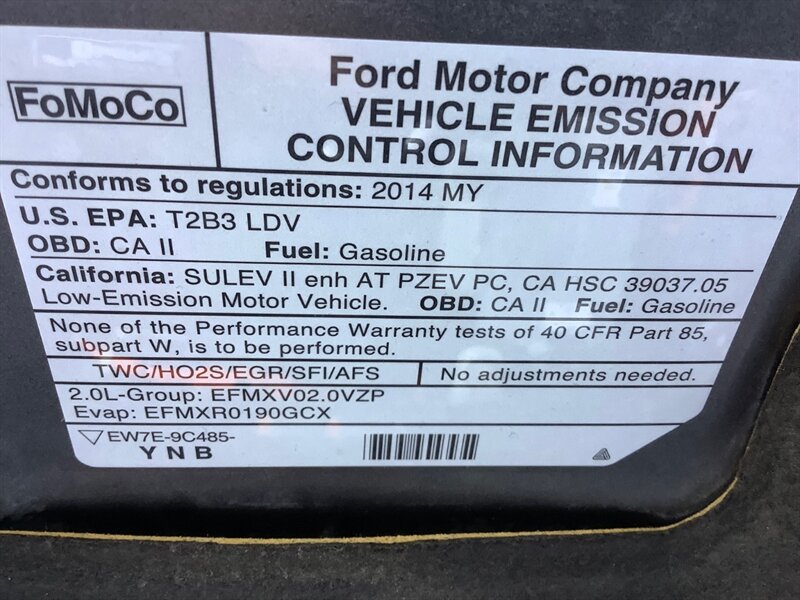 FoMoCo
Ford Motor Company
VEHICLE EMISSION
CONTROL INFORMATION
Conforms to regulations: 2014 MY
U.S. EPA: T2B3 LDV
OBD: CA II Fuel: Gasoline
California: SULEV II enh AT PZEV PC, CA HSC 39037.05
Low-Emission Motor Vehicle. OBD: CA II Fuel: Gasoline
None of the Performance Warranty tests of 40 CFR Part 85,
subpart W, is to be performed.
TWC/HO2S/EGR/SFI/AFS No adjustments needed.
2.0L-Group: EFMXV02.0VZP
Evap: EFMXR0190GCX
EW7E-9C485-
YNB